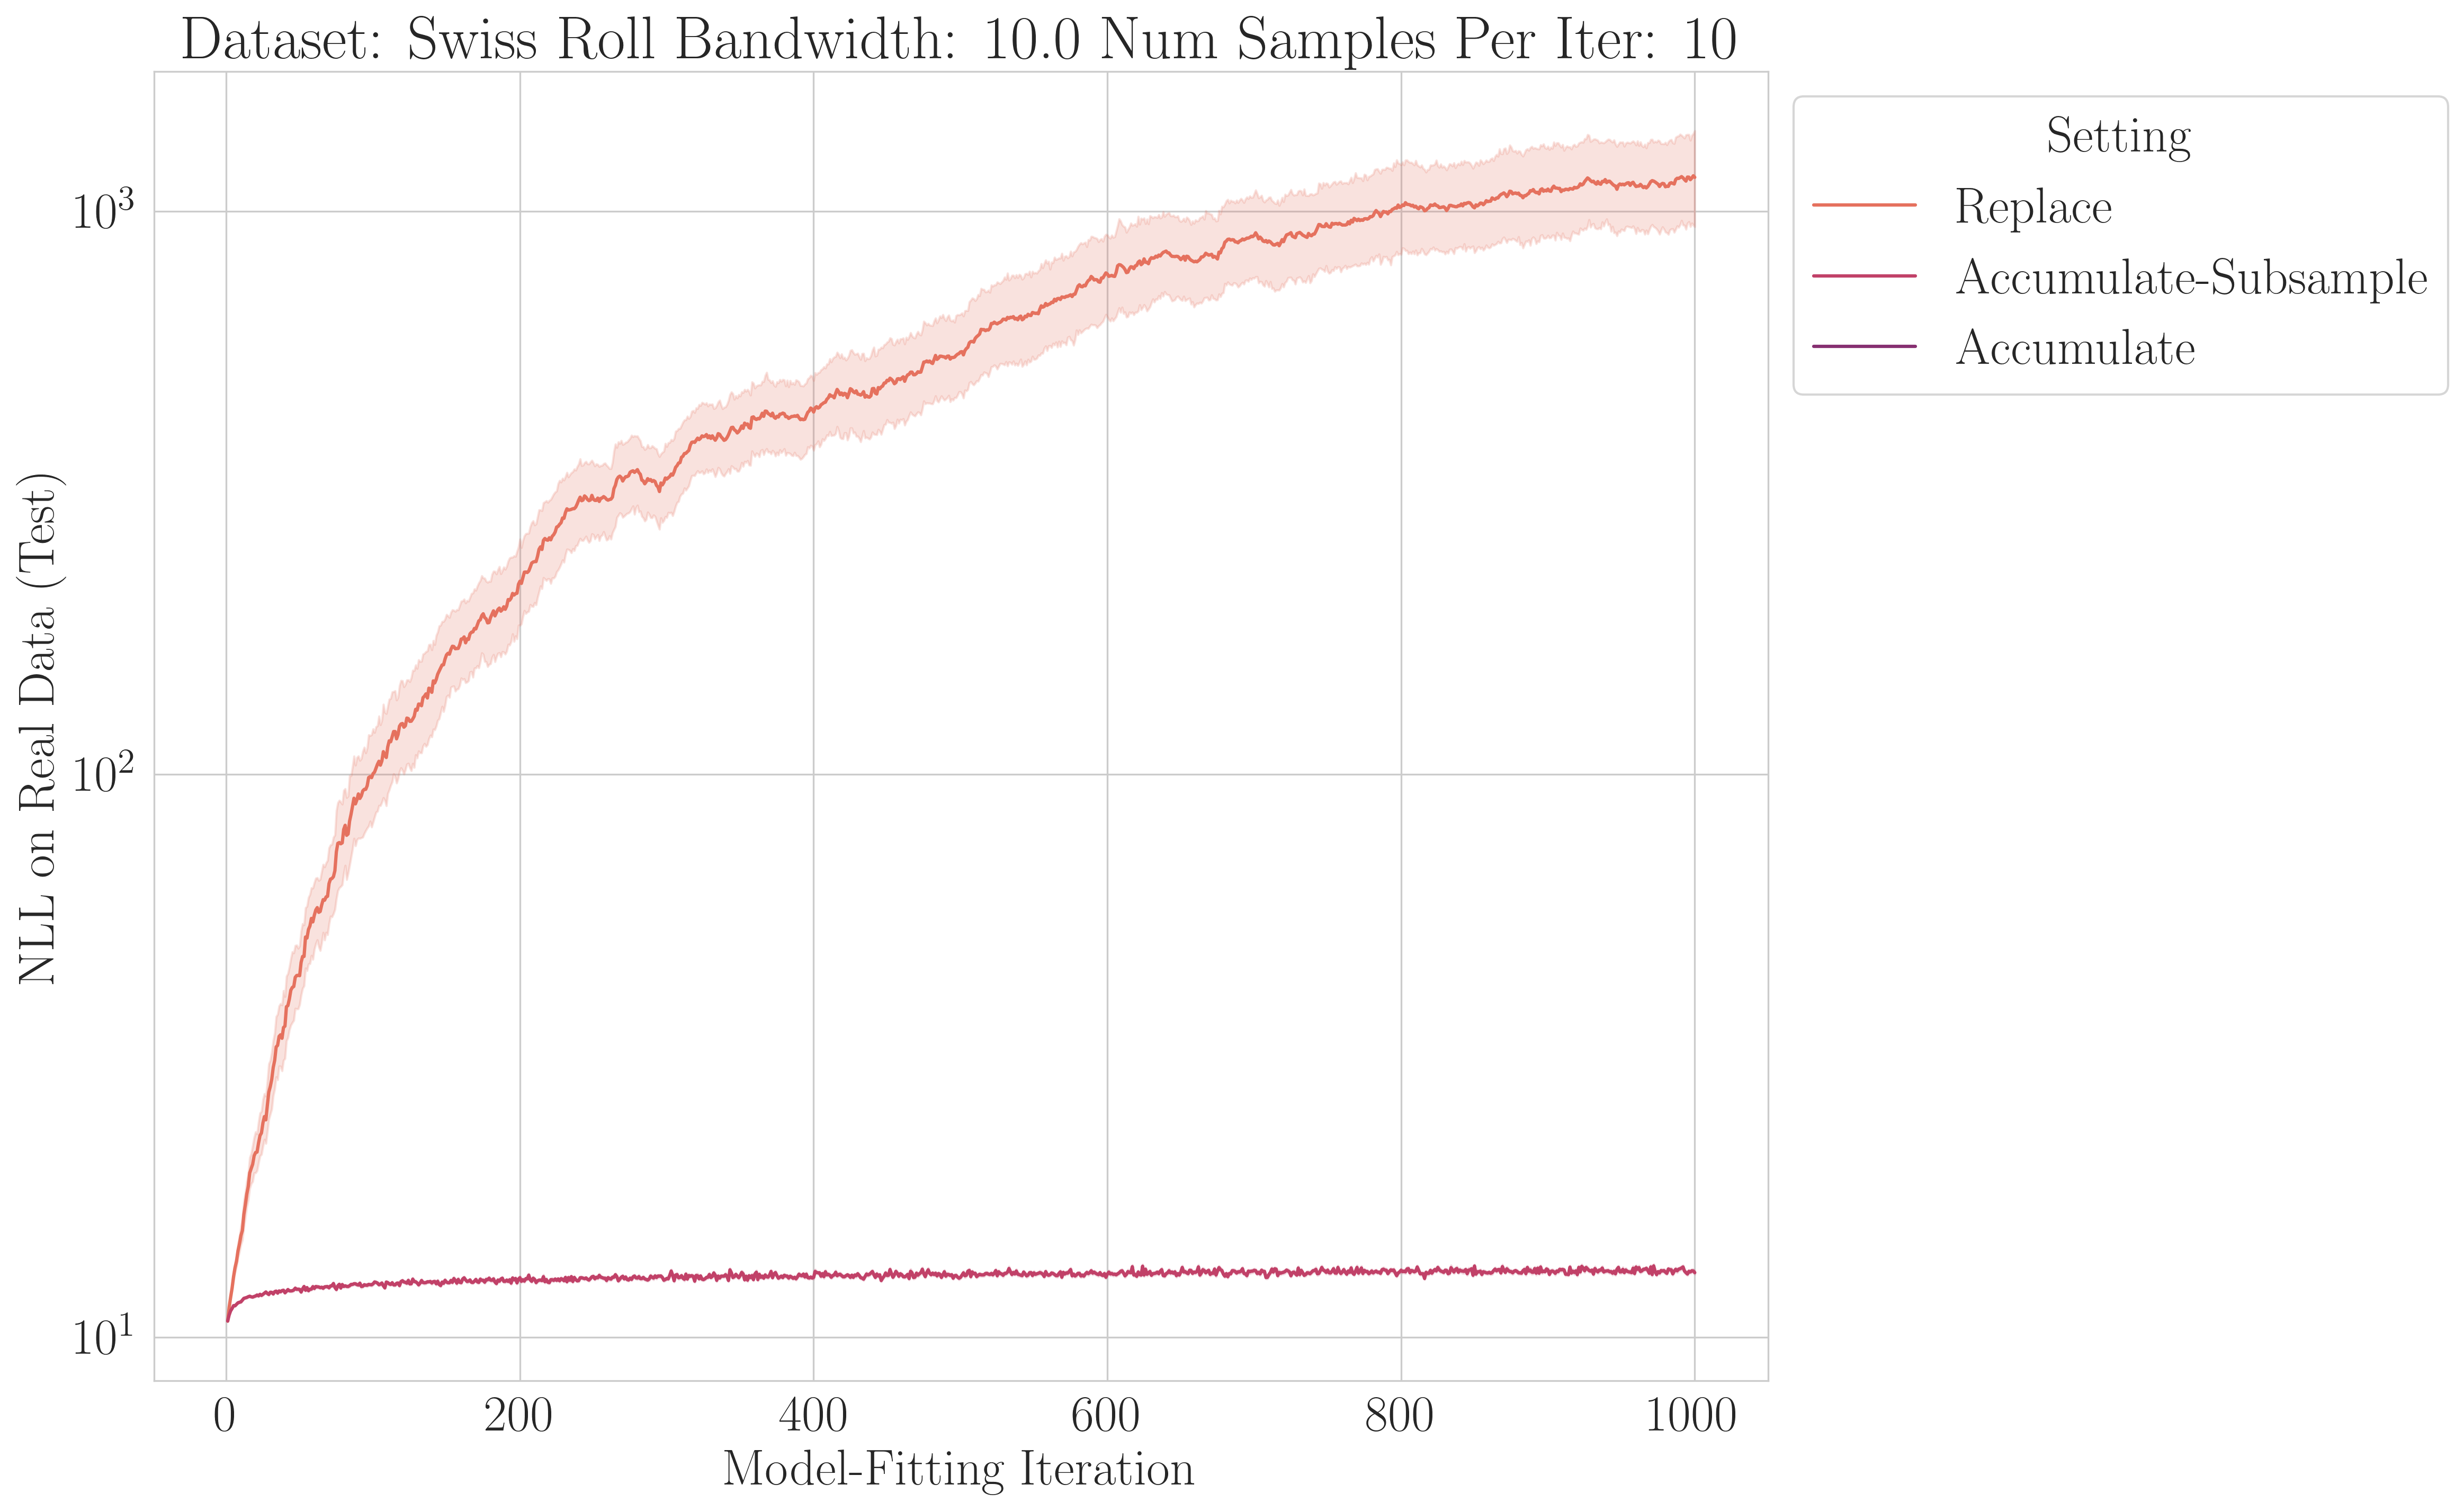 Dataset: Swiss Roll Bandwidth: 10.0 Num Samples Per Iter: 10
Setting
Replace
Accumulate-Subsample
Accumulate
NLL on Real Data (Test)
10³
10²
10¹
0 200 400 600 800 1000
Model-Fitting Iteration